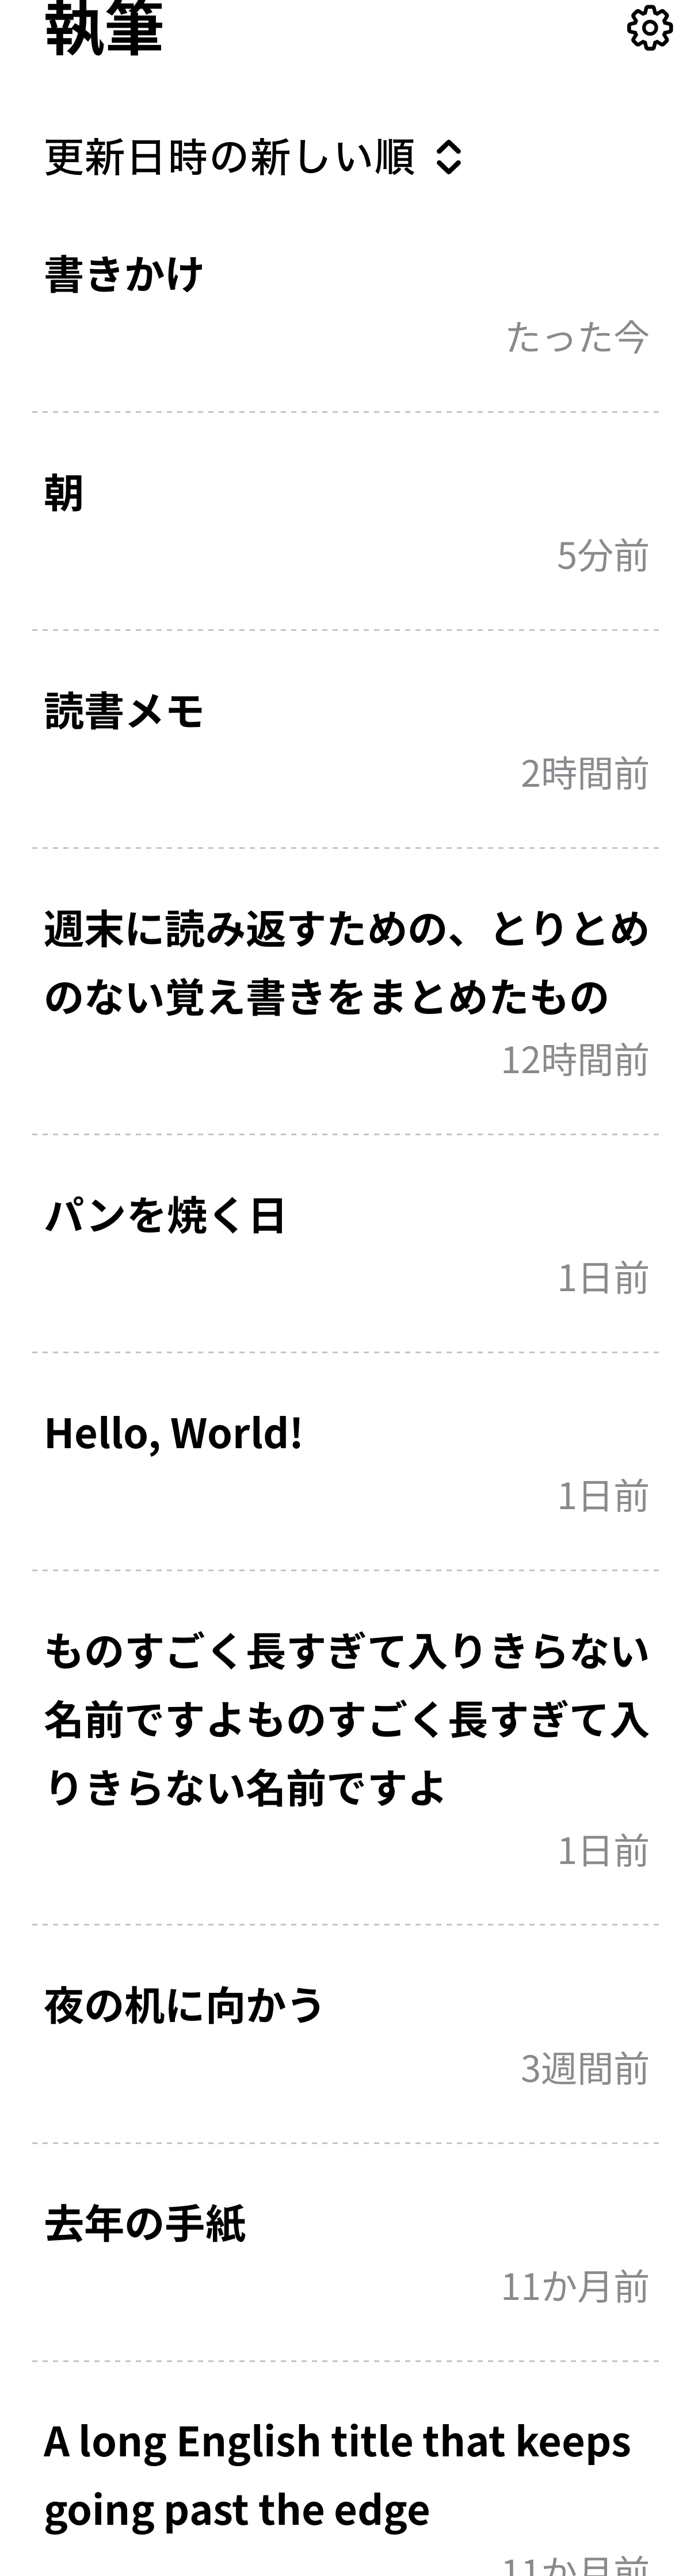 執筆
更新日時の新しい順
書きかけ
たった今
朝
5分前
読書メモ
2時間前
週末に読み返すための、とりとめ
のない覚え書きをまとめたもの
12時間前
パンを焼く日
1日前
Hello, World!
1日前
ものすごく長すぎて入りきらない
名前ですよものすごく長すぎて入
りきらない名前ですよ
1日前
夜の机に向かう
3週間前
去年の手紙
11か月前
A long English title that keeps
going past the edge
11か月前